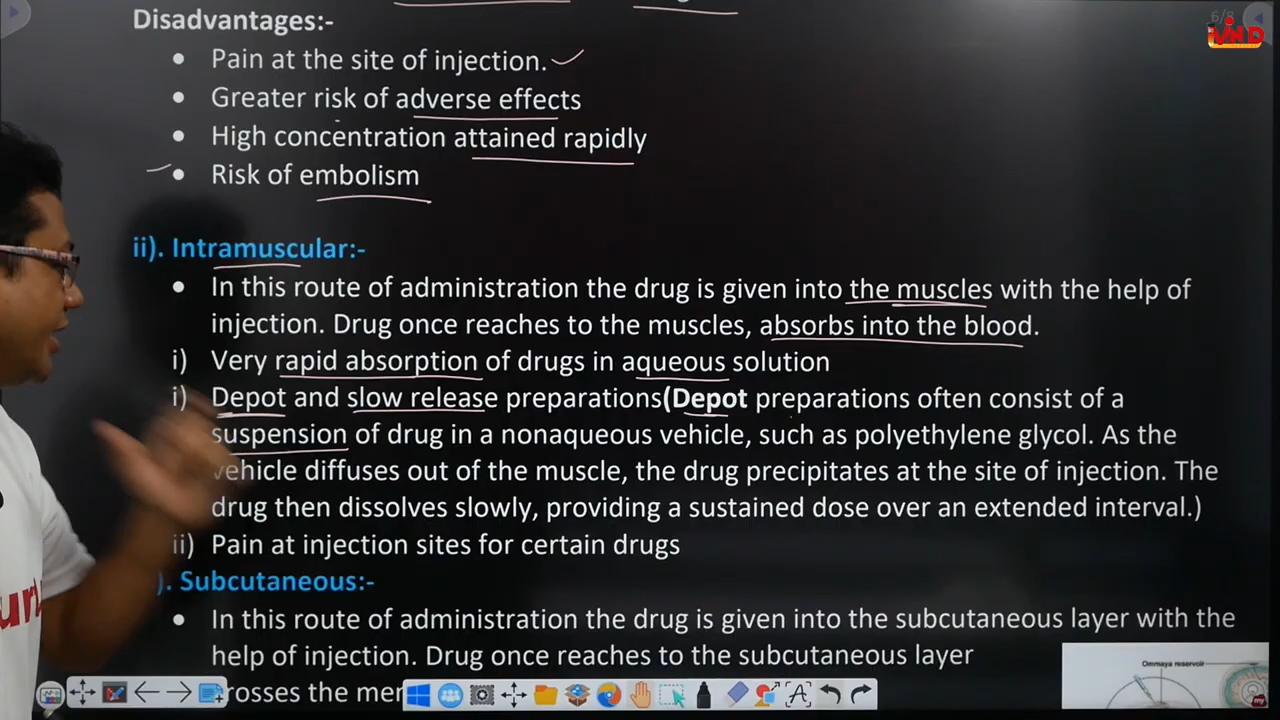 6/8
Disadvantages:-
• Pain at the site of injection.
• Greater risk of adverse effects
• High concentration attained rapidly
• Risk of embolism
ii). Intramuscular:-
• In this route of administration the drug is given into the muscles with the help of
injection. Drug once reaches to the muscles, absorbs into the blood.
i) Very rapid absorption of drugs in aqueous solution
i) Depot and slow release preparations(Depot preparations often consist of a
suspension of drug in a nonaqueous vehicle, such as polyethylene glycol. As the
vehicle diffuses out of the muscle, the drug precipitates at the site of injection. The
drug then dissolves slowly, providing a sustained dose over an extended interval.)
ii) Pain at injection sites for certain drugs
). Subcutaneous:-
• In this route of administration the drug is given into the subcutaneous layer with the
help of injection. Drug once reaches to the subcutaneous layer
Ommaya reservoir